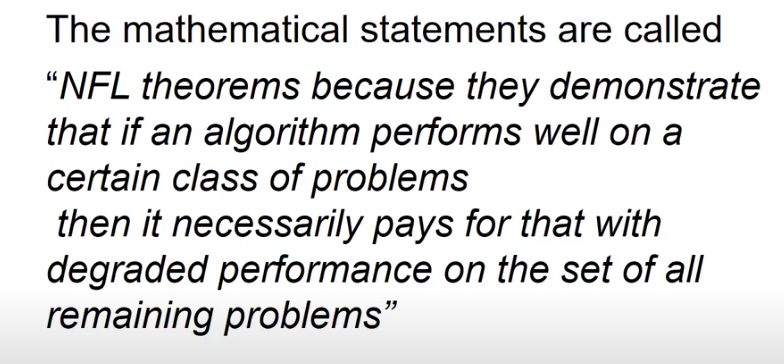 The mathematical statements are called
“NFL theorems because they demonstrate
that if an algorithm performs well on a
certain class of problems
then it necessarily pays for that with
degraded performance on the set of all
remaining problems”